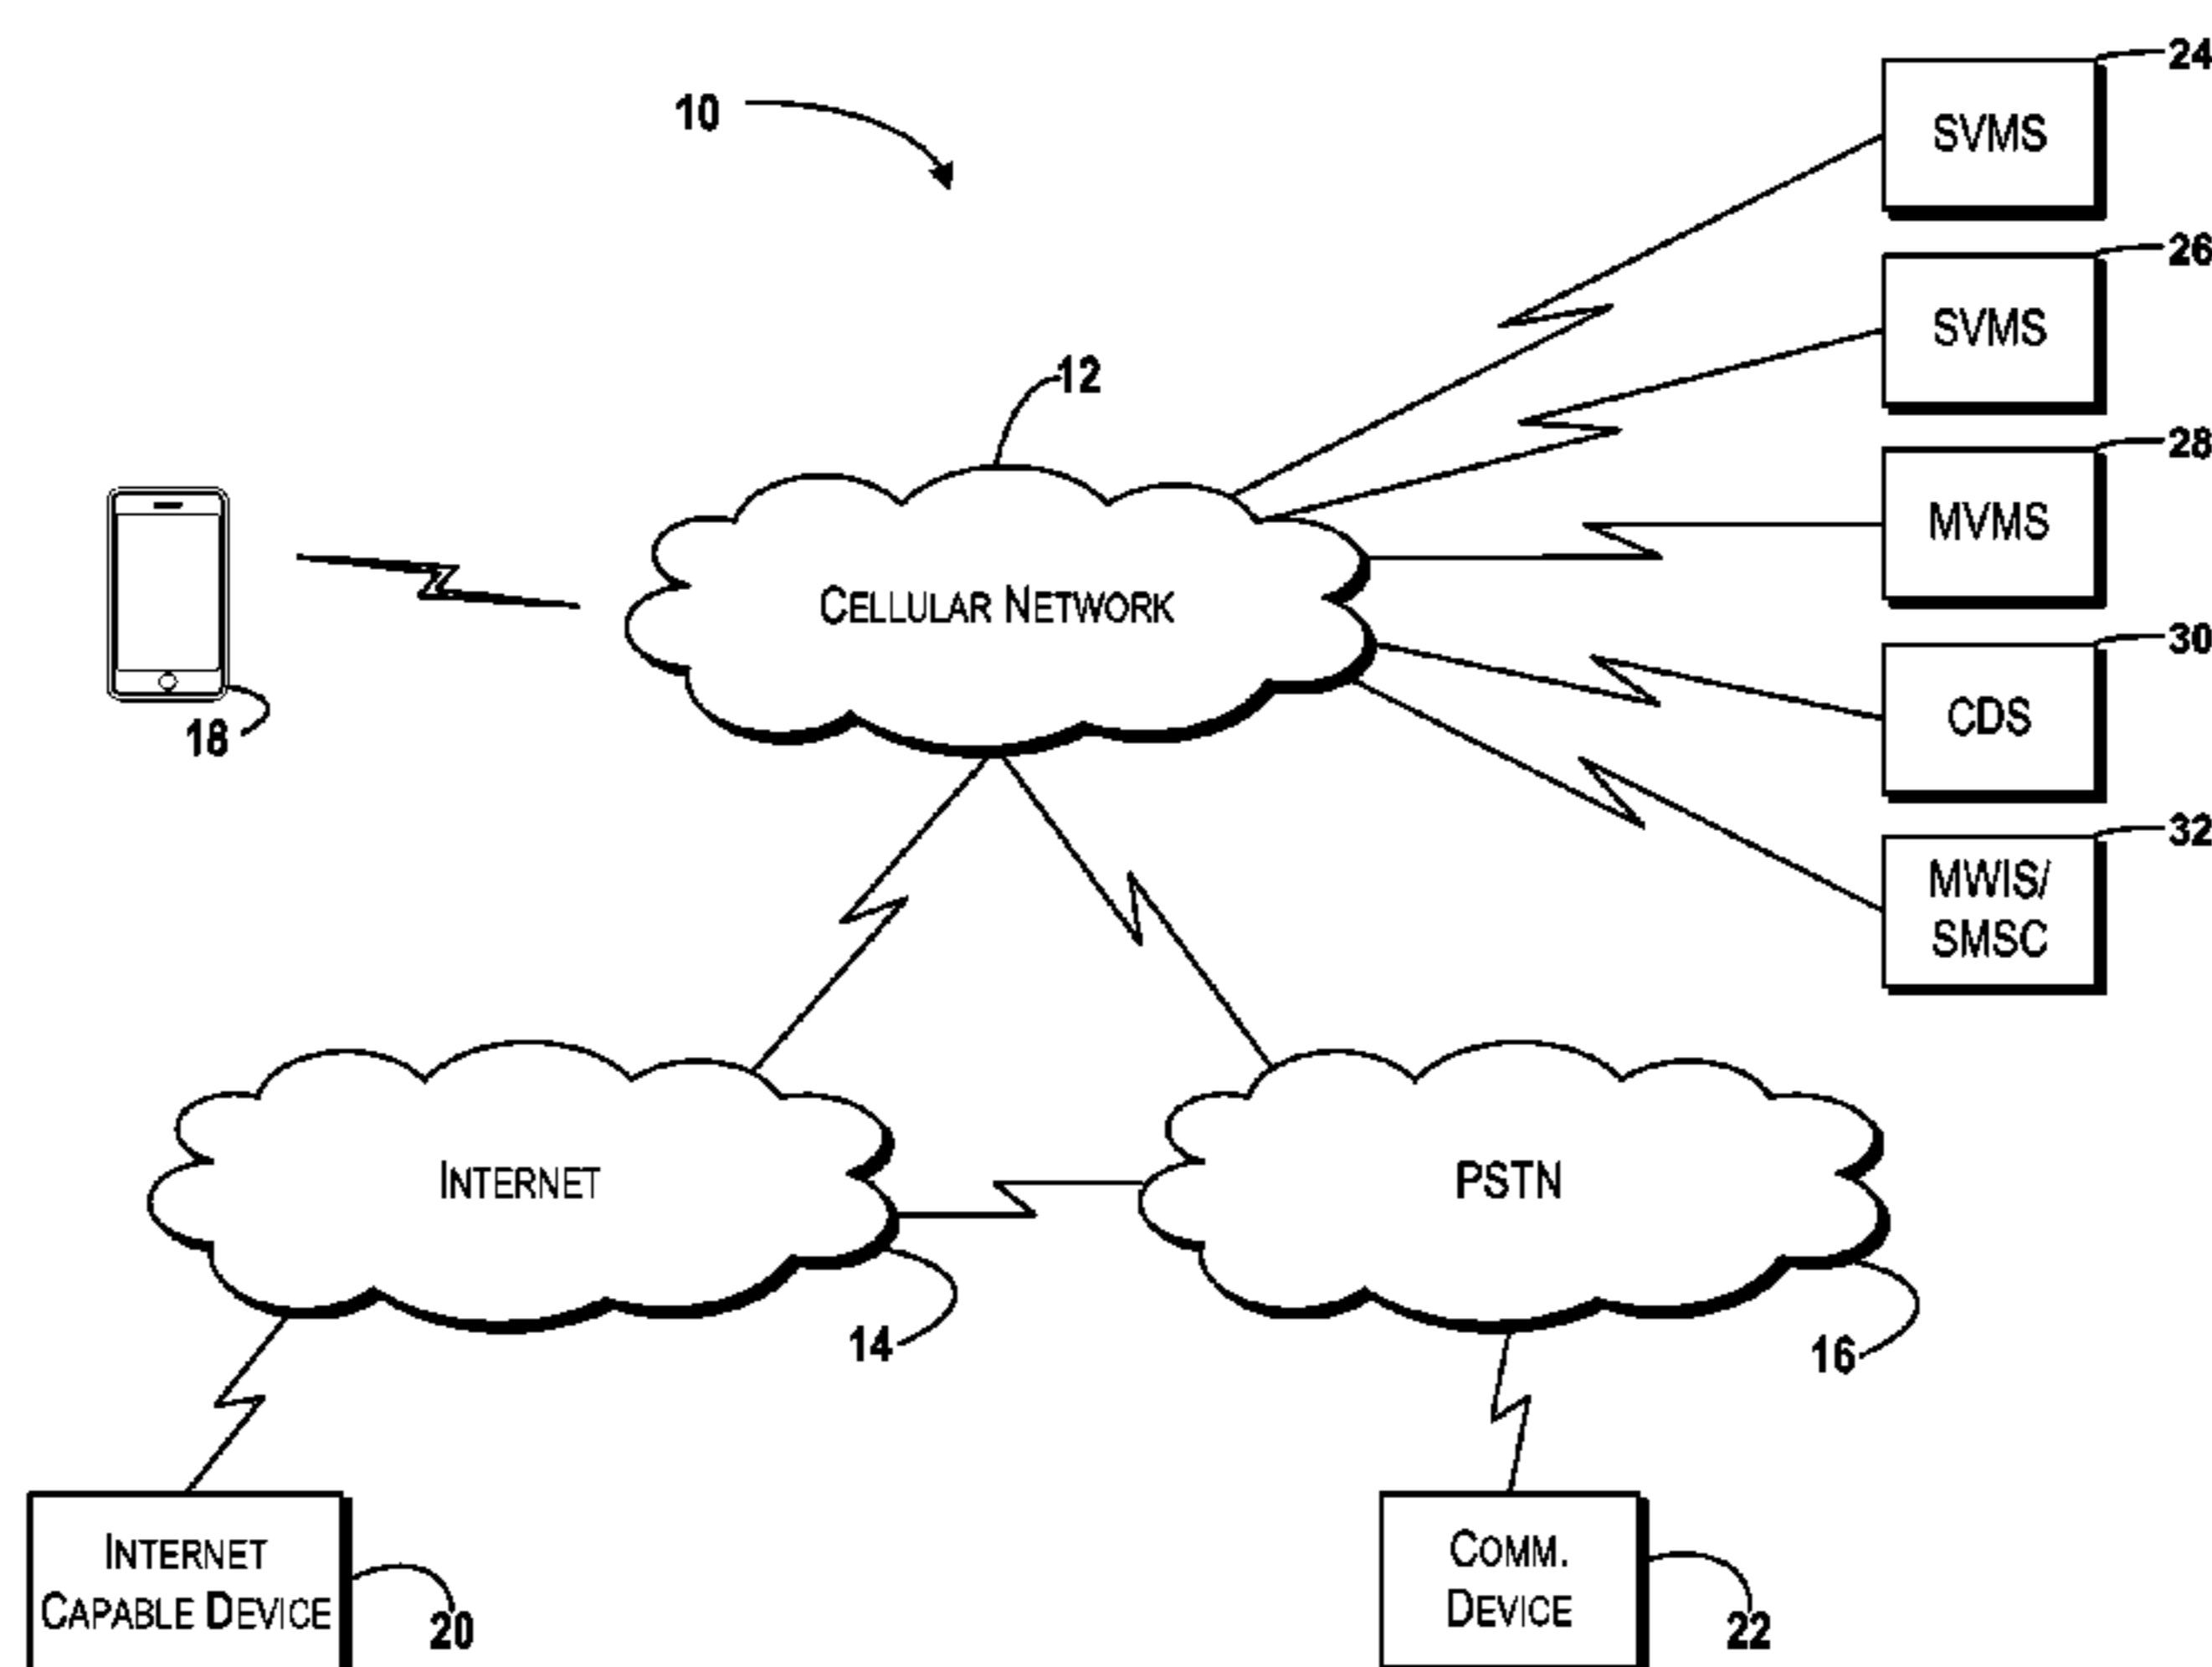 24
10
SVMS
26
SVMS
12
28
MVMS
CELLULAR NETWORK
30
18
CDS
32
MWIS/
SMSC
INTERNET
PSTN
14
16
INTERNET
CAPABLE DEVICE
20
COMM.
DEVICE
22